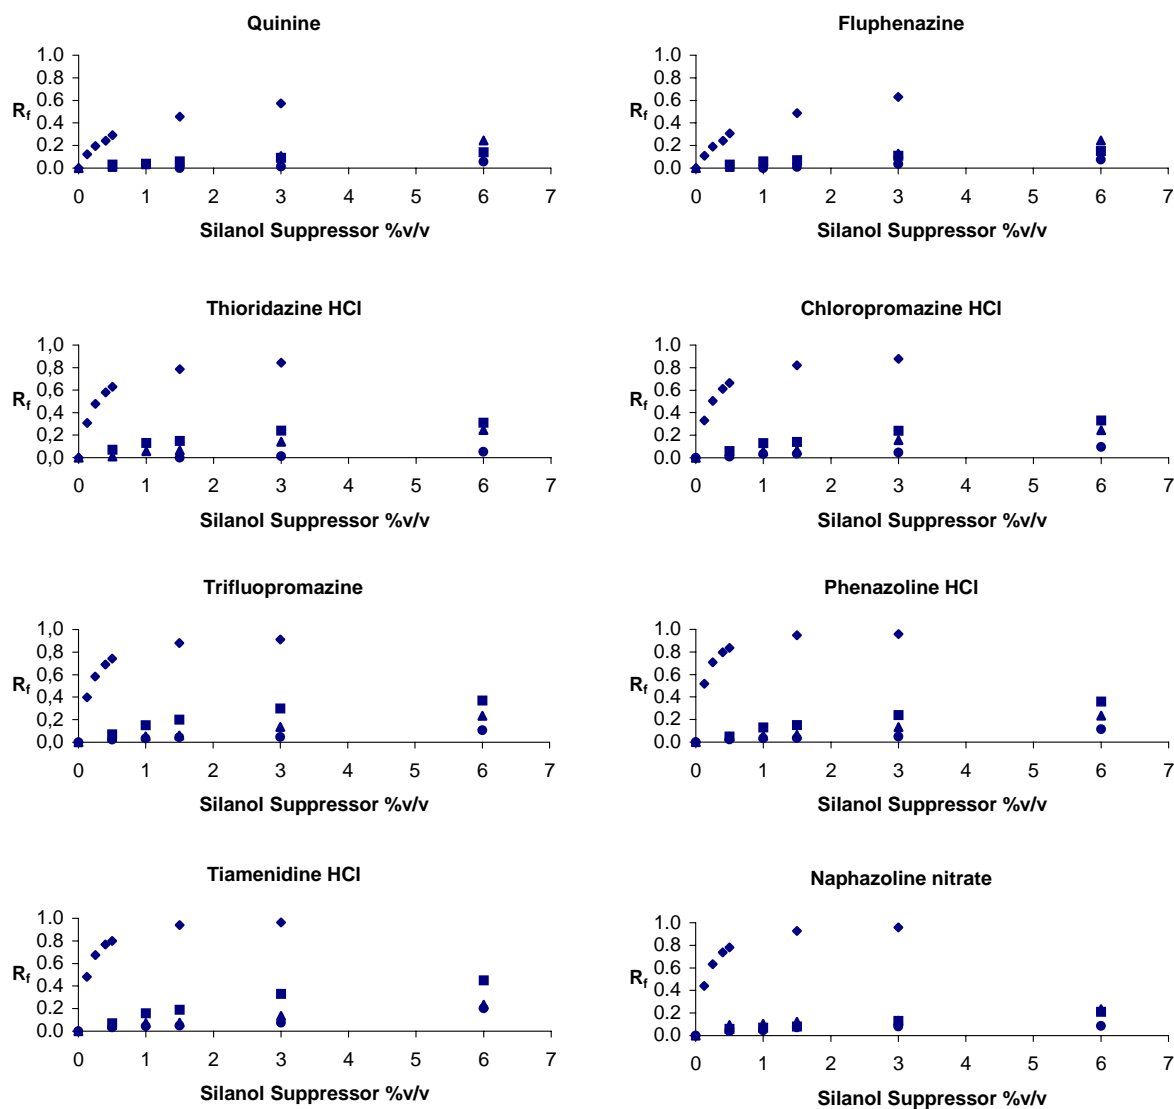 Quinine
1.0
0.8
0.6
Rf
0.4
0.2
0.0
0 1 2 3 4 5 6 7
Silanol Suppressor %v/v
Fluphenazine
1.0
0.8
0.6
Rf
0.4
0.2
0.0
0 1 2 3 4 5 6 7
Silanol Suppressor %v/v
Thioridazine HCl
1,0
0,8
0,6
Rf
0,4
0,2
0,0
0 1 2 3 4 5 6 7
Silanol Suppressor %v/v
Chloropromazine HCl
1.0
0.8
0.6
Rf
0.4
0.2
0.0
0 1 2 3 4 5 6 7
Silanol Suppressor %v/v
Trifluopromazine
1,0
0,8
0,6
Rf
0,4
0,2
0,0
0 1 2 3 4 5 6 7
Silanol Suppressor %v/v
Phenazoline HCl
1.0
0.8
0.6
Rf
0.4
0.2
0.0
0 1 2 3 4 5 6 7
Silanol Suppressor %v/v
Tiamenidine HCl
1.0
0.8
0.6
Rf
0.4
0.2
0.0
0 1 2 3 4 5 6 7
Silanol Suppressor %v/v
Naphazoline nitrate
1.0
0.8
0.6
Rf
0.4
0.2
0.0
0 1 2 3 4 5 6 7
Silanol Suppressor %v/v